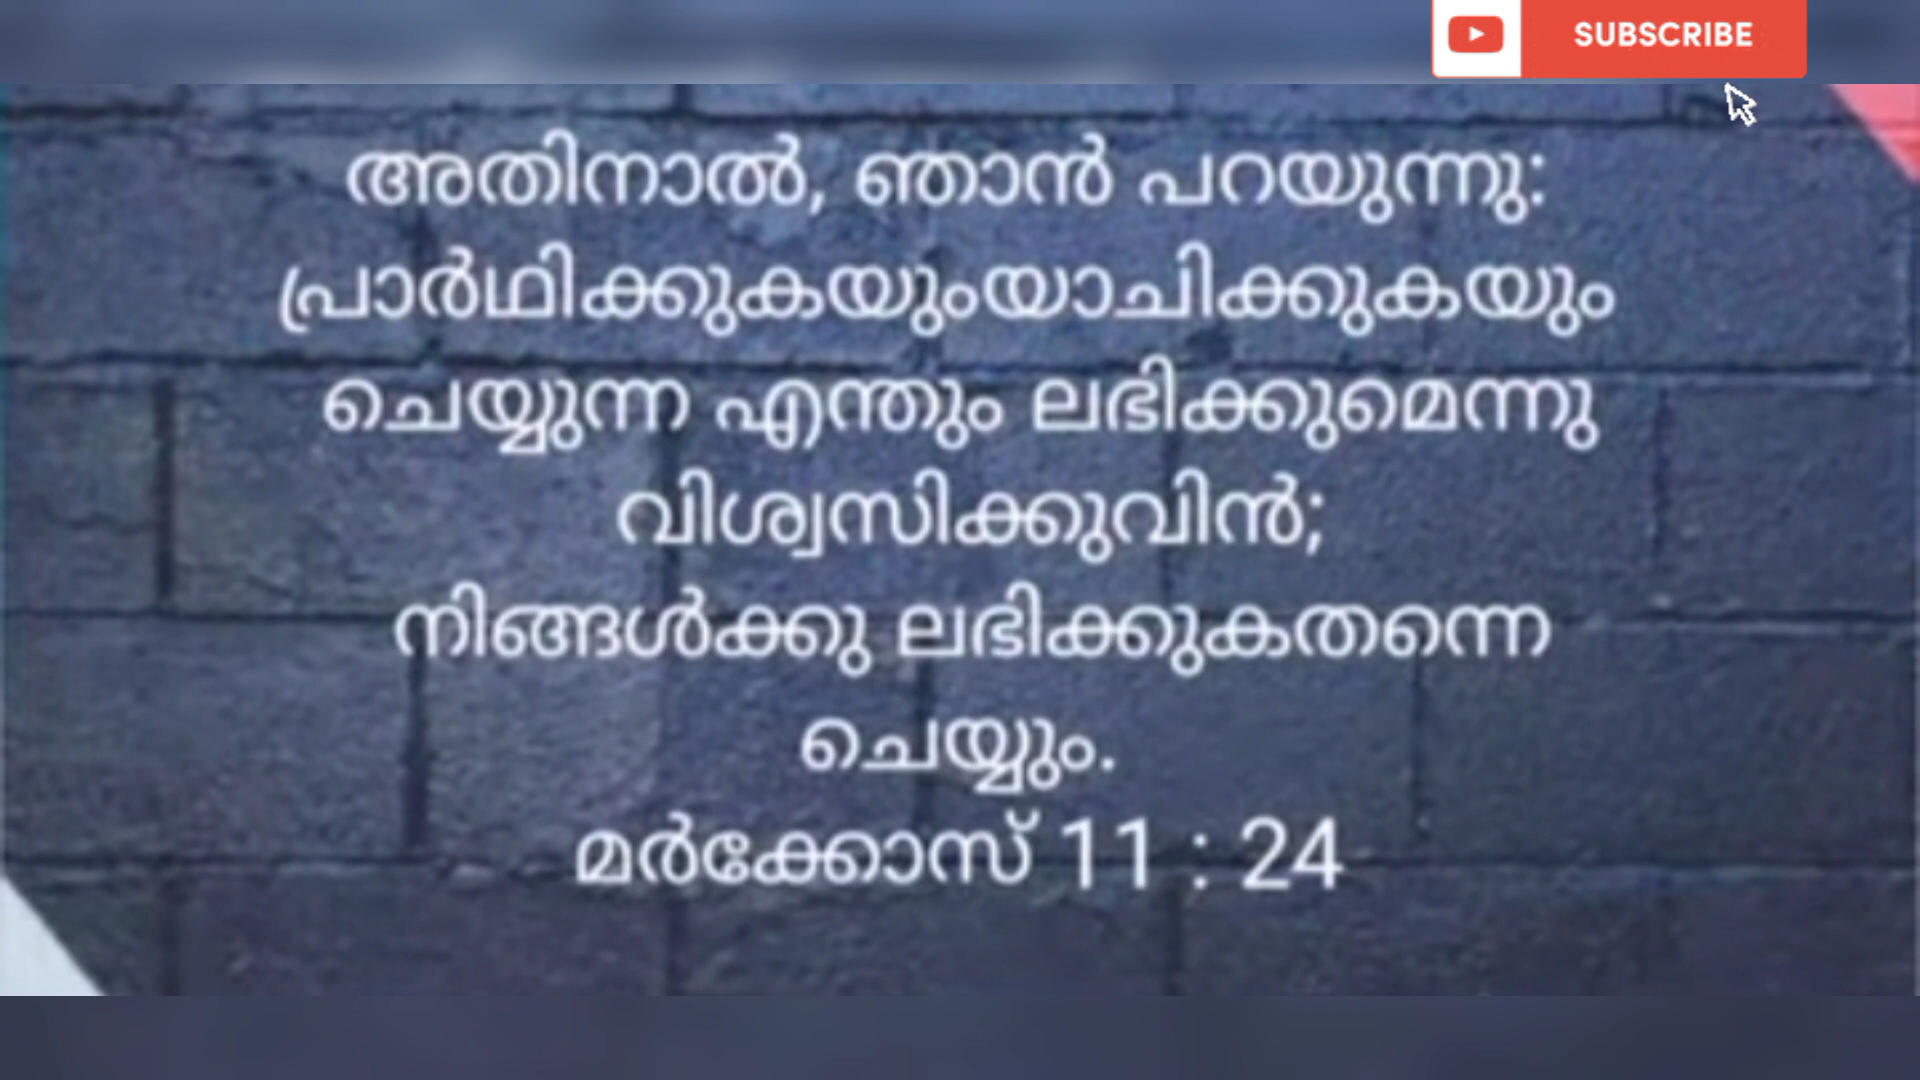 SUBSCRIBE
അതിനാൽ, ഞാൻ പറയുന്നു:
പ്രാർഥിക്കുകയുംയാചിക്കുകയും
ചെയ്യുന്ന എന്തും ലഭിക്കുമെന്നു
വിശ്വസിക്കുവിൻ;
നിങ്ങൾക്കു ലഭിക്കുകതന്നെ
ചെയ്യും.
മർക്കോസ് 11 : 24